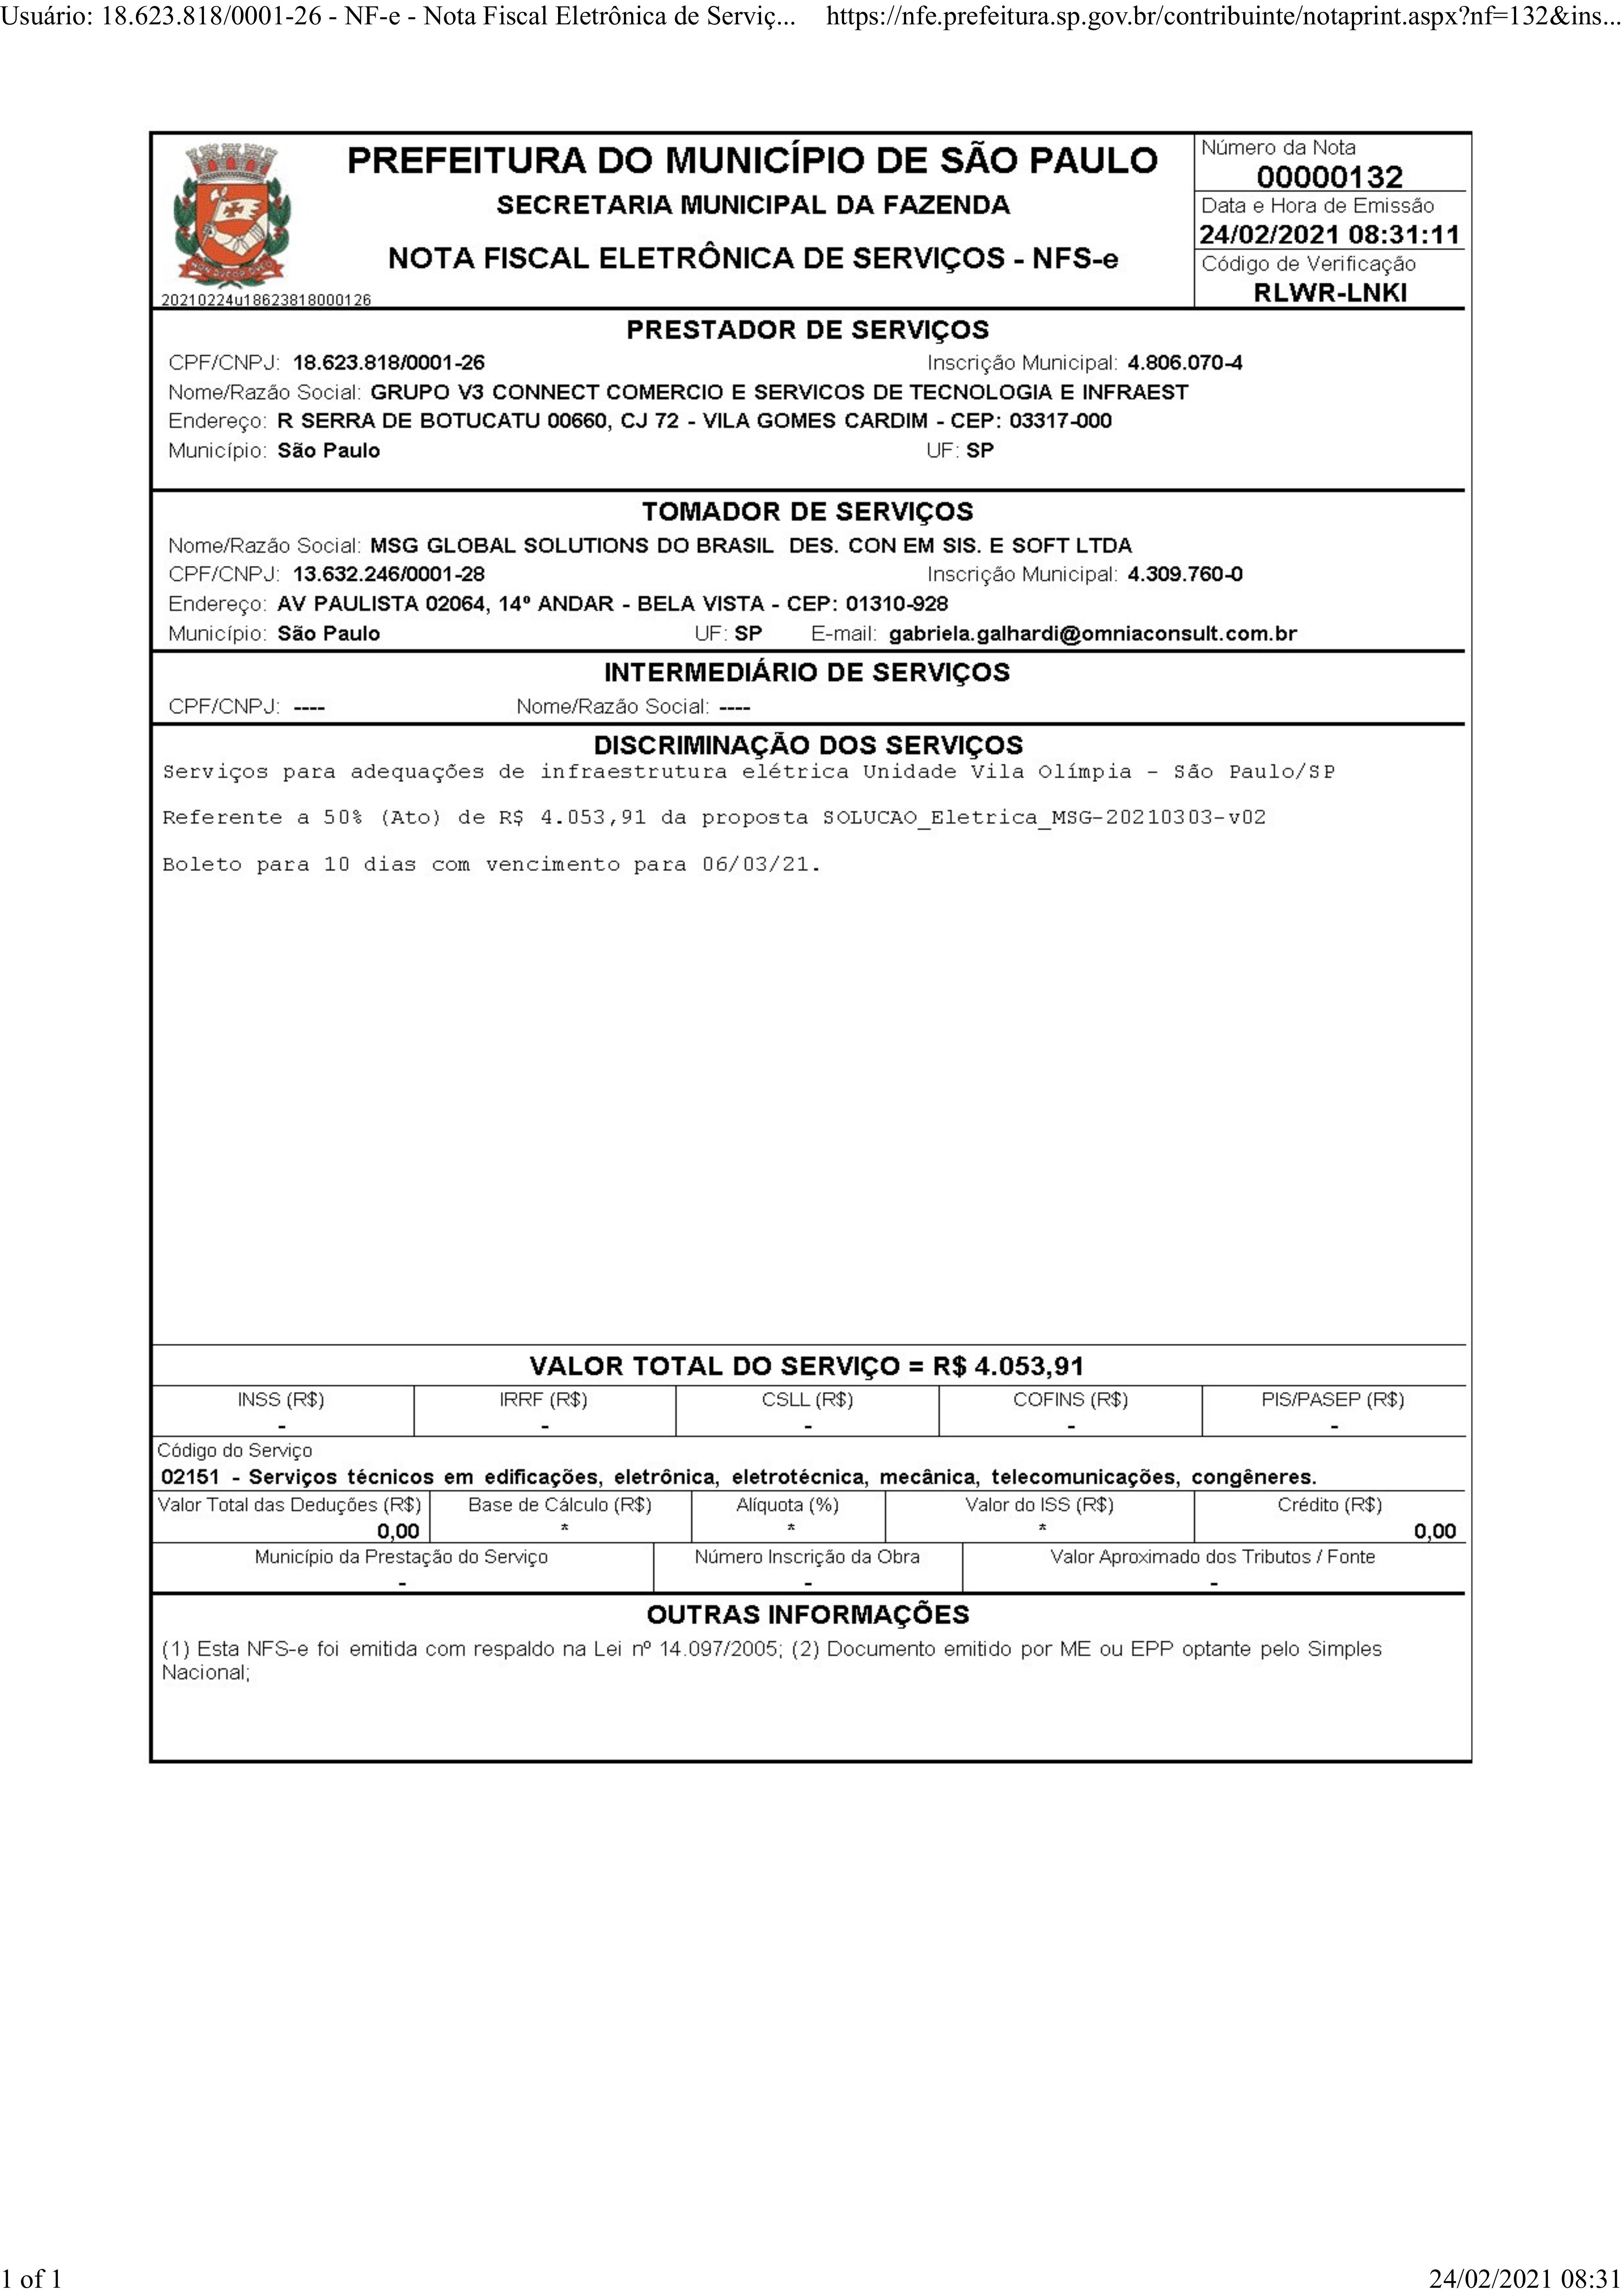 Usuário: 18.623.818/0001-26 - NF-e - Nota Fiscal Eletrônica de Serviç... https://nfe.prefeitura.sp.gov.br/contribuinte/notaprint.aspx?nf=132&ins...
PREFEITURA DO MUNICÍPIO DE SÃO PAULO
SECRETARIA MUNICIPAL DA FAZENDA
NOTA FISCAL ELETRÔNICA DE SERVIÇOS - NFS-e
20210224u18623818000126
Número da Nota
00000132
Data e Hora de Emissão
24/02/2021 08:31:11
Código de Verificação
RLWR-LNKI
PRESTADOR DE SERVIÇOS
CPF/CNPJ: 18.623.818/0001-26 Inscrição Municipal: 4.806.070-4
Nome/Razão Social: GRUPO V3 CONNECT COMERCIO E SERVICOS DE TECNOLOGIA E INFRAEST
Endereço: R SERRA DE BOTUCATU 00660, CJ 72 - VILA GOMES CARDIM - CEP: 03317-000
Município: São Paulo UF: SP
TOMADOR DE SERVIÇOS
Nome/Razão Social: MSG GLOBAL SOLUTIONS DO BRASIL DES. CON EM SIS. E SOFT LTDA
CPF/CNPJ: 13.632.246/0001-28 Inscrição Municipal: 4.309.760-0
Endereço: AV PAULISTA 02064, 14º ANDAR - BELA VISTA - CEP: 01310-928
Município: São Paulo UF: SP E-mail: gabriela.galhardi@omniaconsult.com.br
INTERMEDIÁRIO DE SERVIÇOS
CPF/CNPJ: ---- Nome/Razão Social: ----
DISCRIMINAÇÃO DOS SERVIÇOS
Serviços para adequações de infraestrutura elétrica Unidade Vila Olímpia - São Paulo/SP
Referente a 50% (Ato) de R$ 4.053,91 da proposta SOLUCAO_Eletrica_MSG-20210303-v02
Boleto para 10 dias com vencimento para 06/03/21.
VALOR TOTAL DO SERVIÇO = R$ 4.053,91
INSS (R$) IRRF (R$) CSLL (R$) COFINS (R$) PIS/PASEP (R$)
- - - - -
Código do Serviço
02151 - Serviços técnicos em edificações, eletrônica, eletrotécnica, mecânica, telecomunicações, congêneres.
Valor Total das Deduções (R$) Base de Cálculo (R$) Alíquota (%) Valor do ISS (R$) Crédito (R$)
0,00 * * * 0,00
Município da Prestação do Serviço Número Inscrição da Obra Valor Aproximado dos Tributos / Fonte
- - -
OUTRAS INFORMAÇÕES
(1) Esta NFS-e foi emitida com respaldo na Lei nº 14.097/2005; (2) Documento emitido por ME ou EPP optante pelo Simples
Nacional;
1 of 1 24/02/2021 08:31